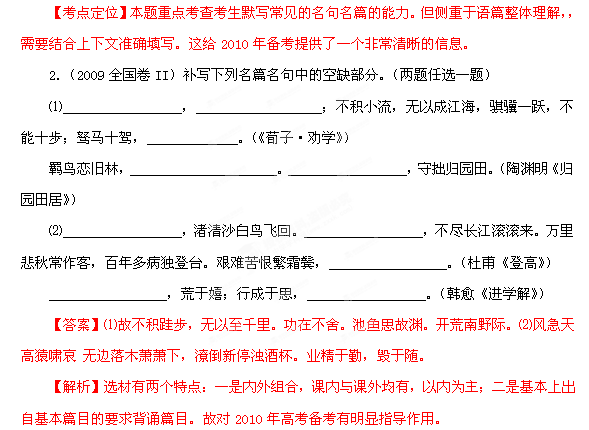 【考点定位】本题重点考查考生默写常见的名句名篇的能力。但侧重于语篇整体理解，，
需要结合上下文准确填写。这给 2010 年备考提供了一个非常清晰的信息。
2.（2009 全国卷 II）补写下列名篇名句中的空缺部分。（两题任选一题）
⑴________________，________________；不积小流，无以成江海，骐骥一跃，不
能十步；驽马十驾，____________。（《荀子·劝学》）
羁鸟恋旧林，____________________。________________，守拙归园田。（陶渊明《归
园田居》）
⑵________________，渚清沙白鸟飞回。________________，不尽长江滚滚来。万里
悲秋常作客，百年多病独登台。艰难苦恨繁霜鬓，________________。（杜甫《登高》）
________________，荒于嬉；行成于思，________________。（韩愈《进学解》）
【答案】⑴故不积跬步，无以至千里。功在不舍。池鱼思故渊。开荒南野际。⑵风急天
高猿啸哀 无边落木萧萧下，潦倒新停浊酒杯。业精于勤，毁于随。
【解析】选材有两个特点：一是内外组合，课内与课外均有，以内为主；二是基本上出
自基本篇目的要求背诵篇目。故对 2010 年高考备考有明显指导作用。